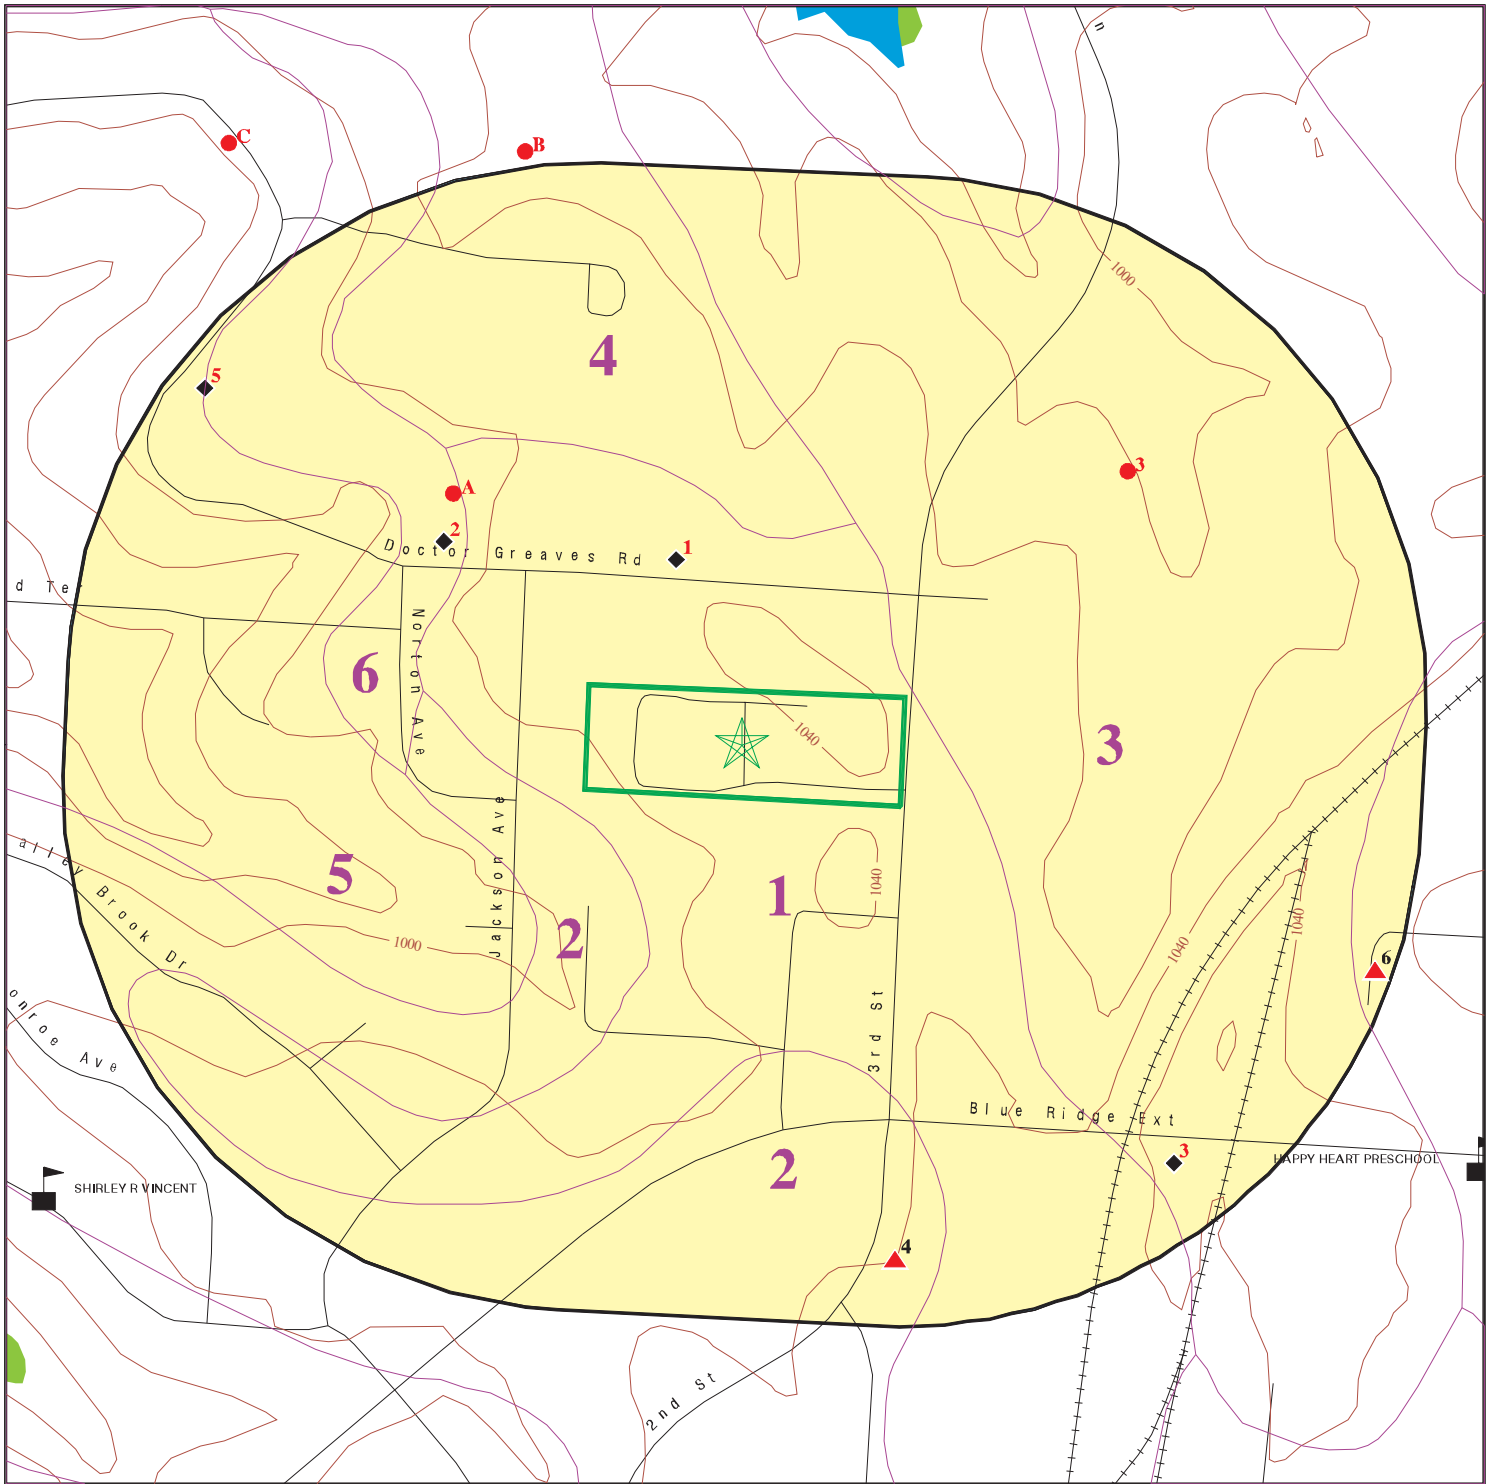 n
C
B
1000
4
5
3
A
2
1
Doctor Greaves Rd
d Te
Norton Ave
6
1040
3
alley Brook Dr
5
Jackson Ave
1
1040
2
1000
1040
1040
6
onroe Ave
3rd St
Blue Ridge Ext
3
HAPPY HEART PRESCHOOL
2
SHIRLEY R VINCENT
4
2nd St